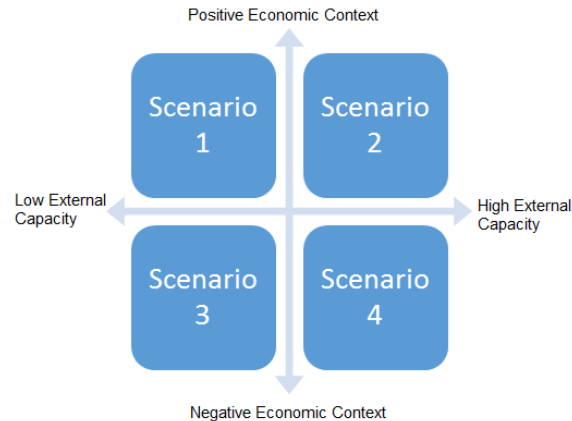 Positive Economic Context
Scenario
1
Scenario
2
Low External
Capacity
High External
Capacity
Scenario
3
Scenario
4
Negative Economic Context